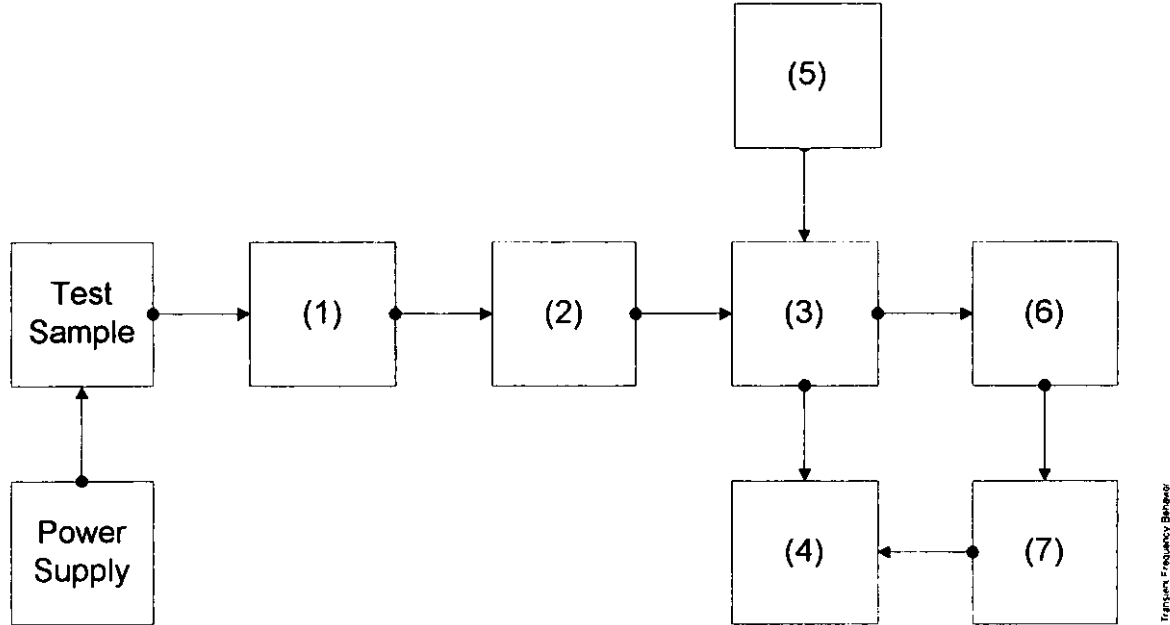 (5)
Test
Sample
(1)
(2)
(3)
(6)
Power
Supply
(4)
(7)
Transient Frequency Behavior